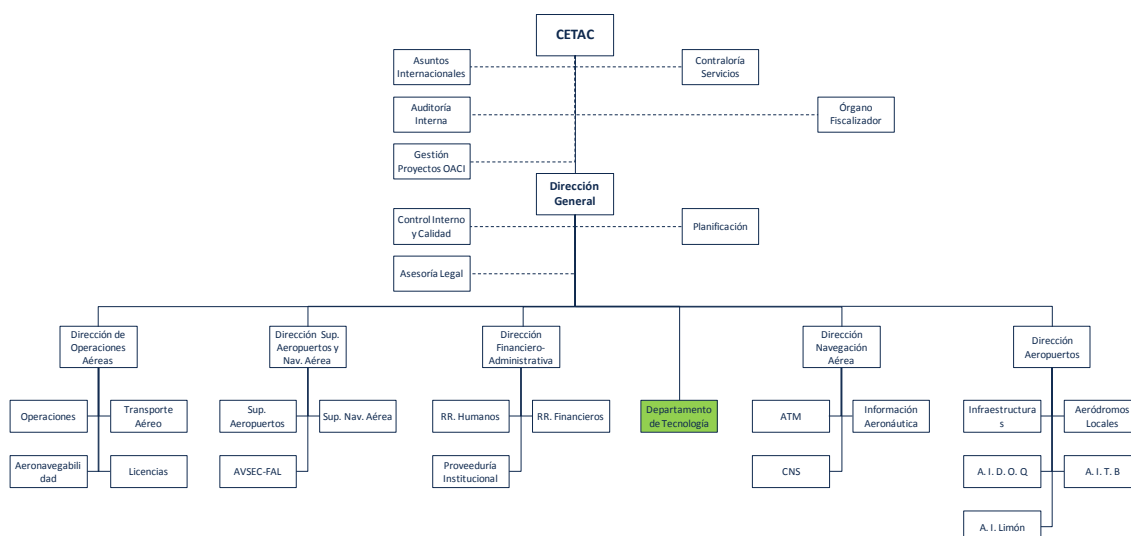 CETAC
Asuntos
Internacionales
Contraloría
Servicios
Auditoría
Interna
Órgano
Fiscalizador
Gestión
Proyectos OACI
Dirección
General
Control Interno
y Calidad
Planificación
Asesoría Legal
Dirección de
Operaciones
Aéreas
Dirección Sup.
Aeropuertos y
Nav. Aérea
Dirección
Financiero-
Administrativa
Dirección
Navegación
Aérea
Dirección
Aeropuertos
Operaciones
Transporte
Aéreo
Sup.
Aeropuertos
Sup. Nav. Aérea
RR. Humanos
RR. Financieros
Departamento
de Tecnología
ATM
Información
Aeronáutica
Infraestructura
s
Aeródromos
Locales
Aeronavegabili
dad
Licencias
AVSEC-FAL
Proveeduría
Institucional
CNS
A. I. D. O. Q
A. I. T. B
A. I. Limón